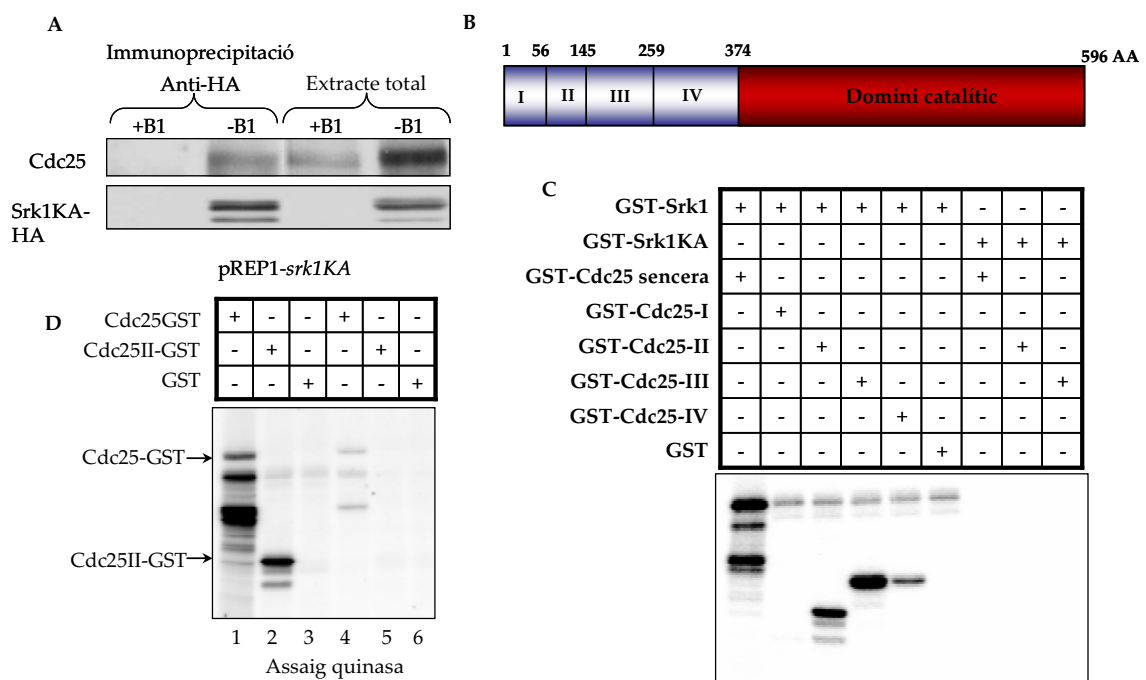 A
Immunoprecipitació
Anti-HA Extracte total
+B1 -B1 +B1 -B1
Cdc25
Srk1KA-
HA
pREP1-srk1KA
B
1 56 145 259 374 596 AA
I II III IV Domini catalític
C
GST-Srk1 + + + + + + - - -
GST-Srk1KA - - - - - - + + +
GST-Cdc25 sencera + - - - - - + - -
GST-Cdc25-I - + - - - - - - -
GST-Cdc25-II - - + - - - - + -
GST-Cdc25-III - - - + - - - - +
GST-Cdc25-IV - - - - + - - - -
GST - - - - - + - - -
D
Cdc25GST + - - + - -
Cdc25II-GST - + - - + -
GST - - + - - +
Cdc25-GST
Cdc25II-GST
1 2 3 4 5 6
Assaig quinasa